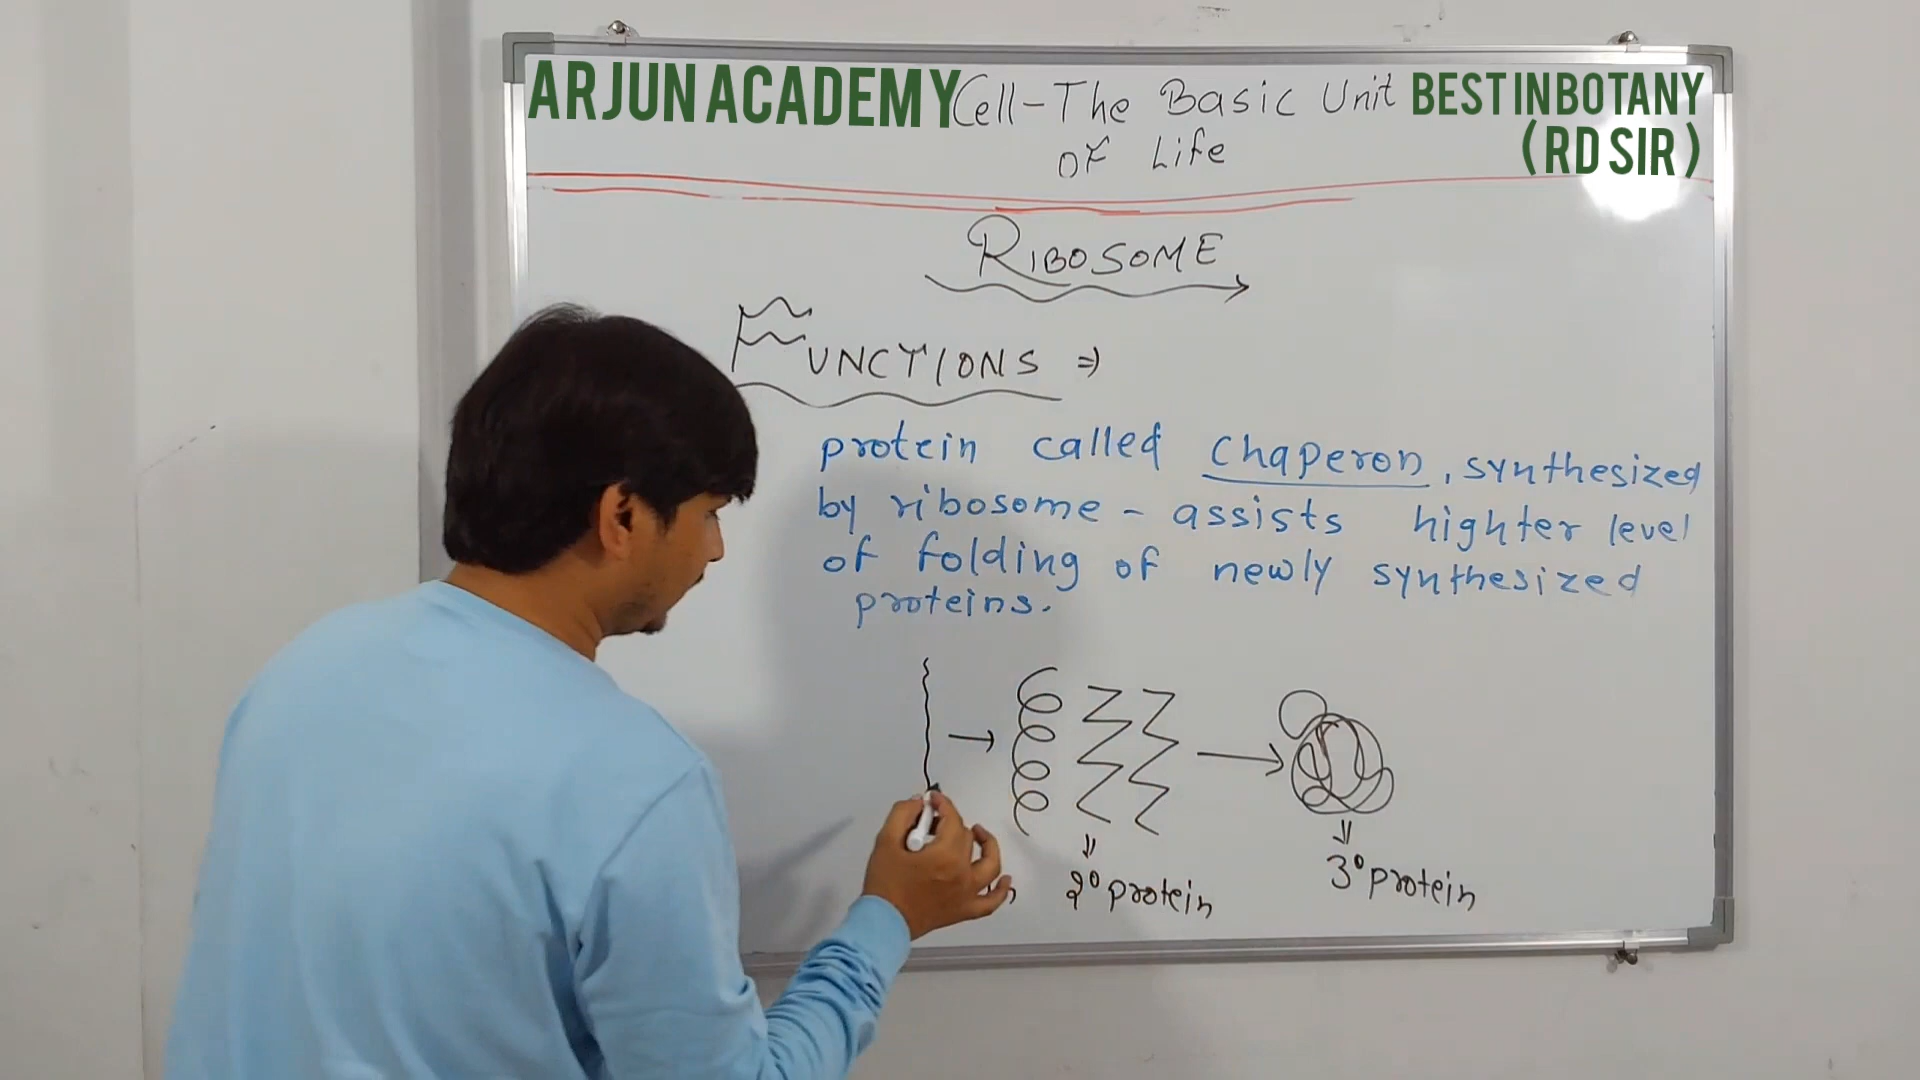 ARJUN ACADEMY
Cell-The Basic Unit
of Life
BEST IN BOTANY
(RD SIR)
RIBOSOME
FUNCTIONS ⇒
protein called chaperon, synthesized
by ribosome - assists highter level
of folding of newly synthesized
proteins.
2° protein
3° protein